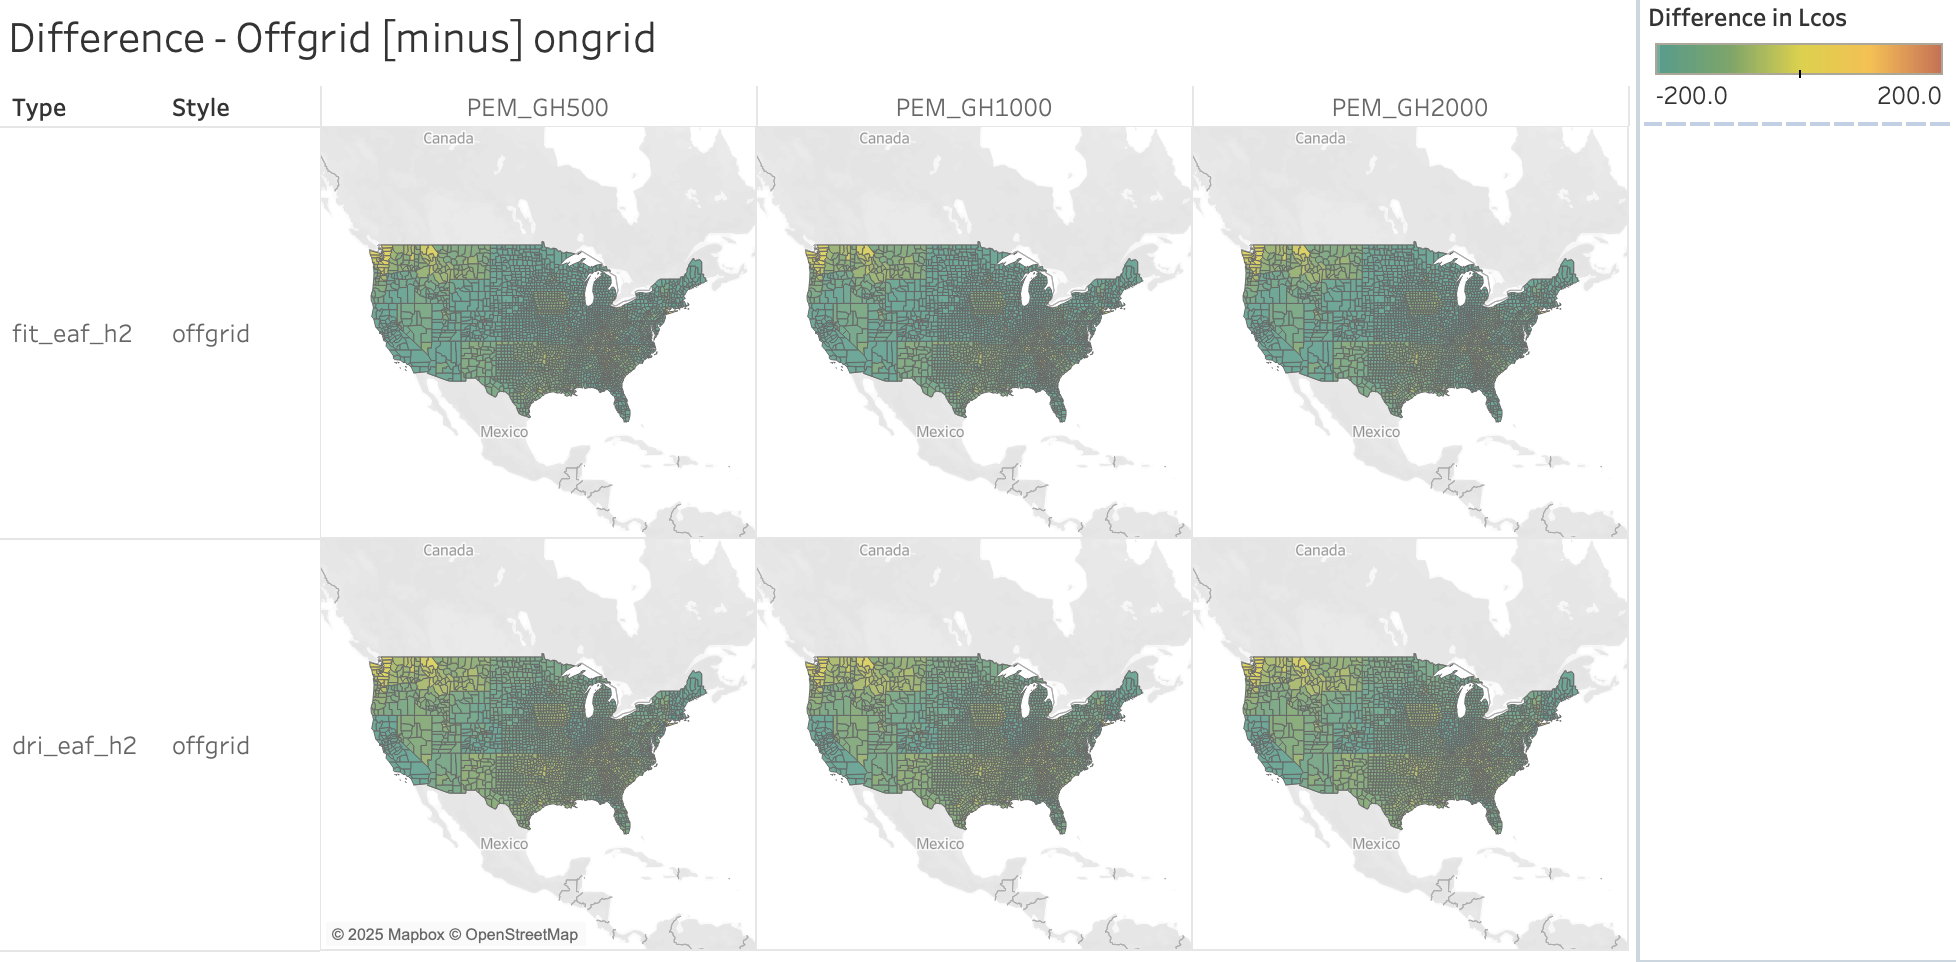 Difference - Offgrid [minus] ongrid
Difference in Lcos
-200.0 200.0
Type Style PEM_GH500 PEM_GH1000 PEM_GH2000
fit_eaf_h2 offgrid
Canada Canada Canada
Mexico Mexico Mexico
dri_eaf_h2 offgrid
Canada Canada Canada
Mexico Mexico Mexico
© 2025 Mapbox © OpenStreetMap